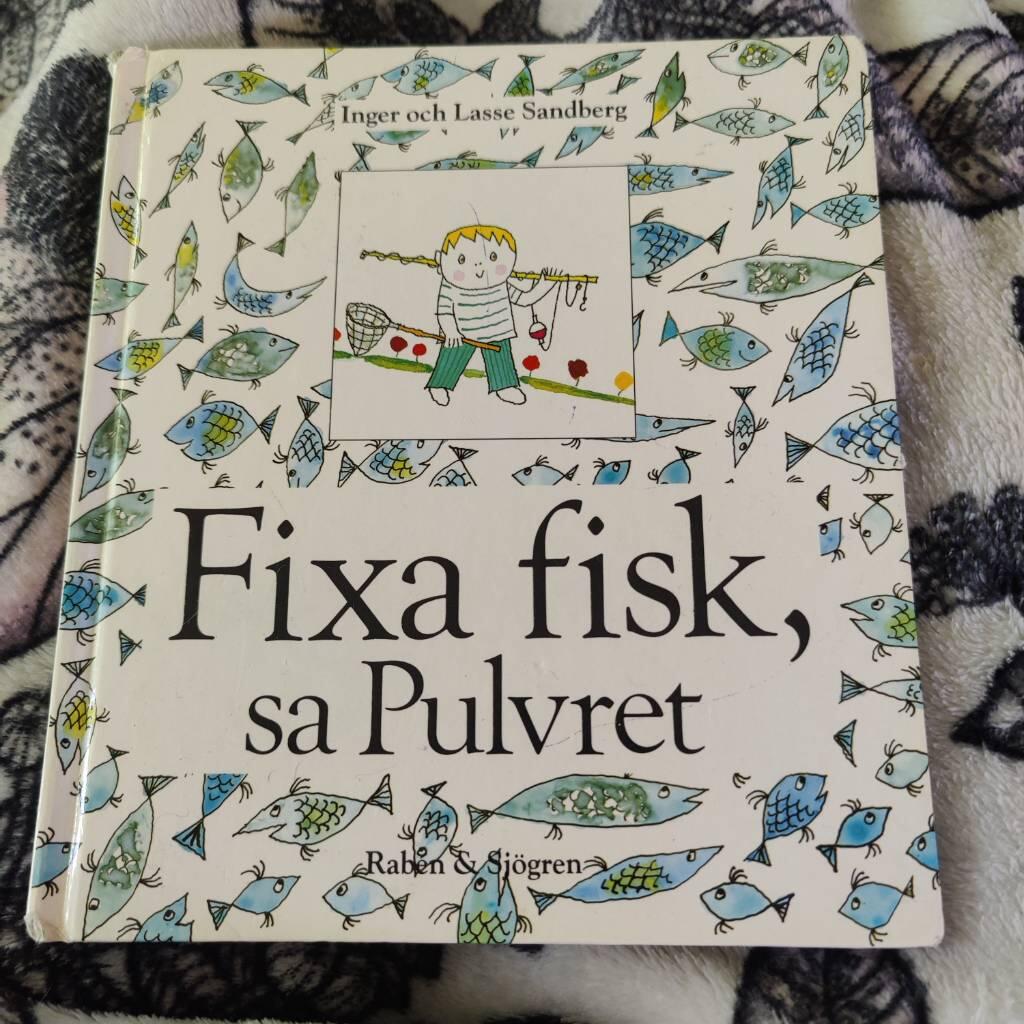 Inger och Lasse Sandberg
Fixa fisk,
sa Pulvret
Rabén & Sjögren